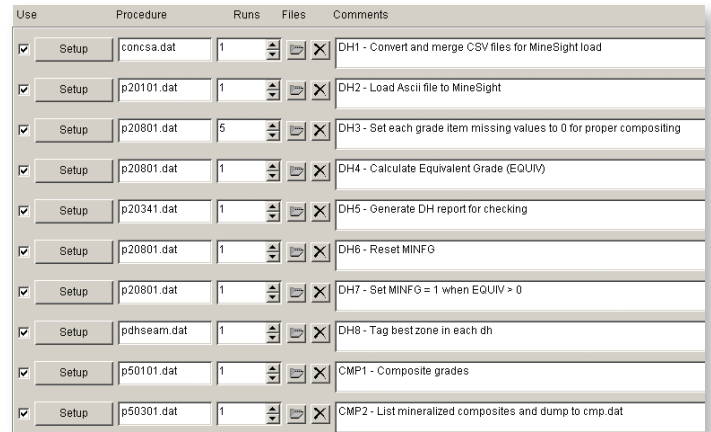 Use Procedure Runs Files Comments
Setup concsa.dat 1 DH1 - Convert and merge CSV files for MineSight load
Setup p20101.dat 1 DH2 - Load Ascii file to MineSight
Setup p20801.dat 5 DH3 - Set each grade item missing values to 0 for proper compositing
Setup p20801.dat 1 DH4 - Calculate Equivalent Grade (EQUIV)
Setup p20341.dat 1 DH5 - Generate DH report for checking
Setup p20801.dat 1 DH6 - Reset MINFG
Setup p20801.dat 1 DH7 - Set MINFG = 1 when EQUIV > 0
Setup pdhseam.dat 1 DH8 - Tag best zone in each dh
Setup p50101.dat 1 CMP1 - Composite grades
Setup p50301.dat 1 CMP2 - List mineralized composites and dump to cmp.dat